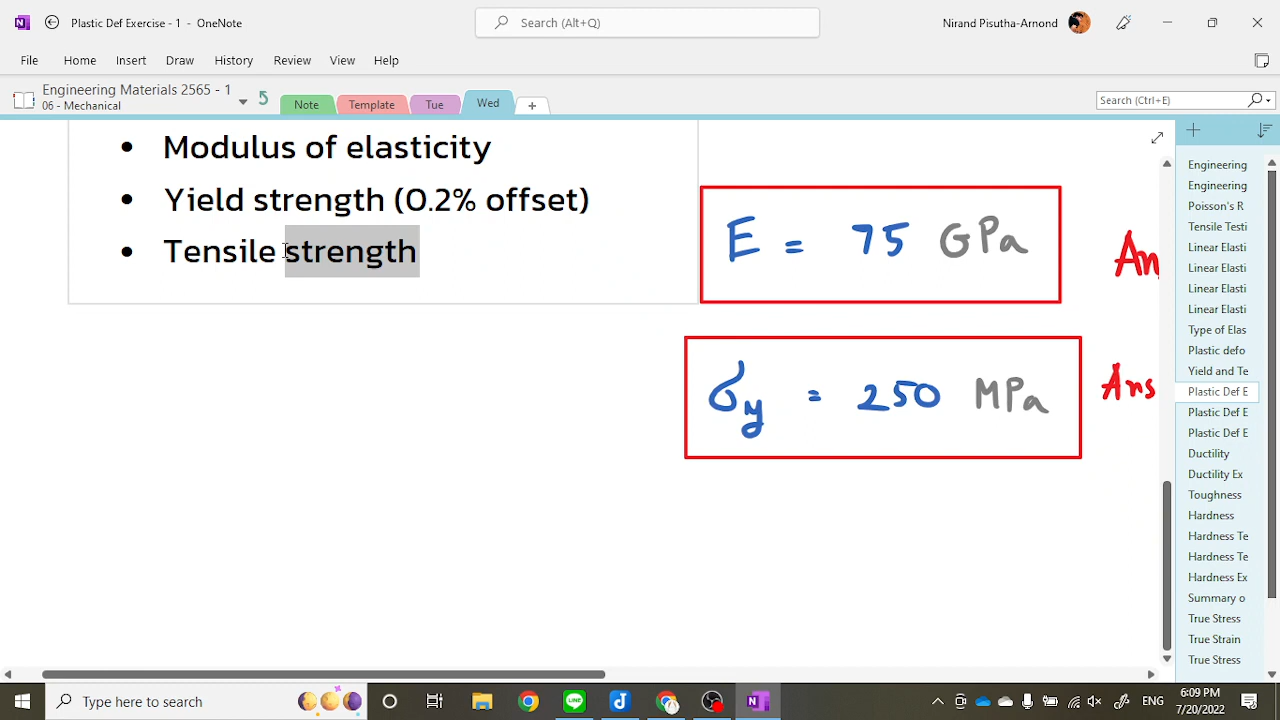 Plastic Def Exercise - 1 - OneNote
Search (Alt+Q)
Nirand Pisutha-Arnond
File Home Insert Draw History Review View Help
Engineering Materials 2565 - 1
06 - Mechanical
Note Template Tue Wed
Search (Ctrl+E)
• Modulus of elasticity
• Yield strength (0.2% offset)
• Tensile strength
E = 75 GPa
An
σy = 250 MPa
Ans
Engineering
Engineering
Poisson's R
Tensile Testi
Linear Elasti
Linear Elasti
Linear Elasti
Linear Elasti
Type of Elas
Plastic defo
Yield and Te
Plastic Def E
Plastic Def E
Plastic Def E
Ductility
Ductility Ex
Toughness
Hardness
Hardness Te
Hardness Te
Hardness Ex
Summary o
True Stress
True Strain
True Stress
Type here to search
LINE
ENG
6:09 PM
7/20/2022